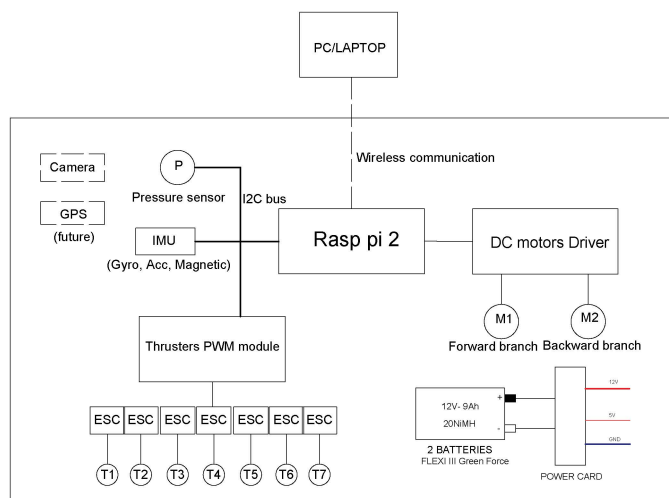 PC/LAPTOP
Wireless communication
Camera
P
Pressure sensor
I2C bus
GPS
(future)
IMU
(Gyro, Acc, Magnetic)
Rasp pi 2
DC motors Driver
M1
M2
Forward branch
Backward branch
Thrusters PWM module
ESC ESC ESC ESC ESC ESC ESC
T1 T2 T3 T4 T5 T6 T7
12V- 9Ah
20NiMH
+
-
2 BATTERIES
FLEXI III Green Force
12V
5V
GND
POWER CARD